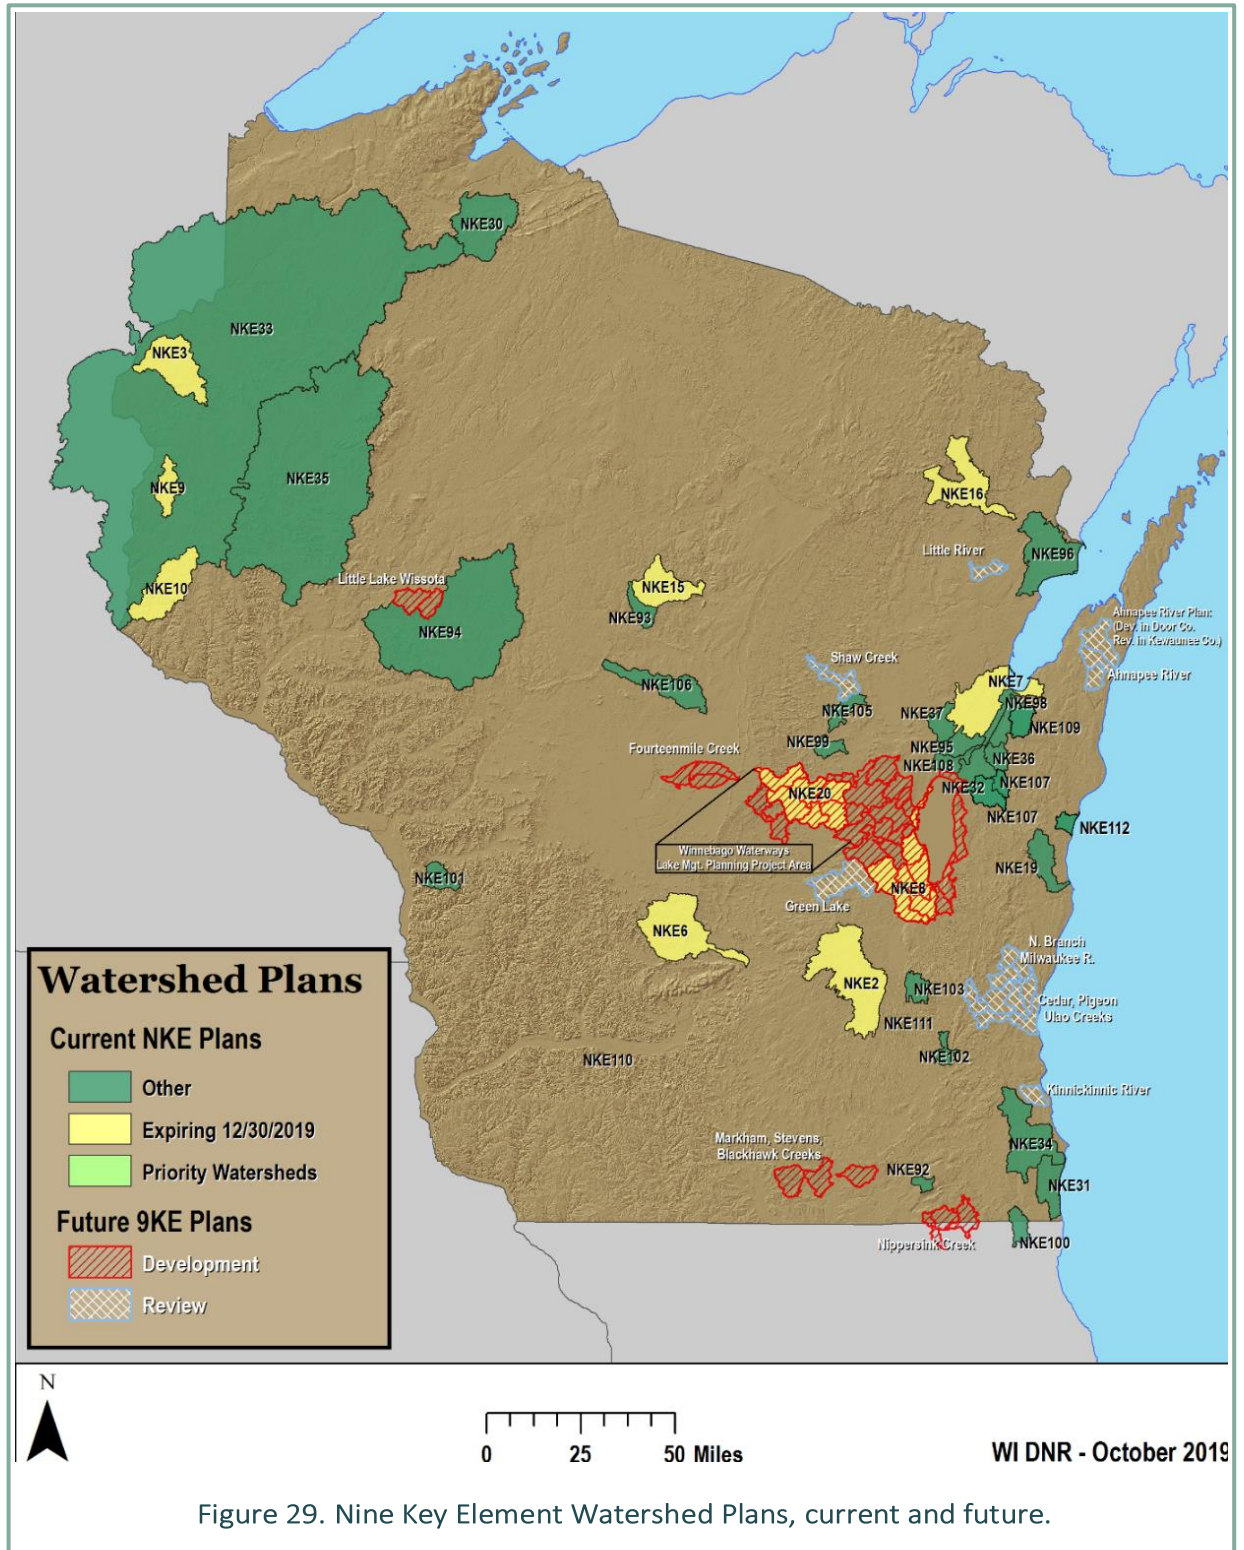 NKE30
NKE33
NKE3
NKE35
NKE9
NKE16
Little River
NKE96
NKE10
Little Lake Wissota
NKE94
NKE15
NKE93
Ahnapee River Plan:
(Dev. in Door Co.
Rev. in Kewaunee Co.)
Ahnapee River
Shaw Creek
NKE106
NKE7
NKE98
NKE105
NKE37
NKE109
NKE99
NKE95
Fourteenmile Creek
NKE108
NKE36
NKE20
NKE32
NKE107
NKE107
NKE112
Winnebago Waterways
Lake Mgt. Planning Project Area
NKE19
NKE101
NKE8
Green Lake
NKE6
N. Branch
Milwaukee R.
NKE2
NKE103
Cedar, Pigeon
Ulao Creeks
NKE111
NKE102
NKE110
Kinnickinnic River
Markham, Stevens,
Blackhawk Creeks
NKE34
NKE92
NKE31
Nippersink Creek
NKE100
Watershed Plans
Current NKE Plans
Other
Expiring 12/30/2019
Priority Watersheds
Future 9KE Plans
Development
Review
N
0 25 50 Miles
WI DNR - October 2019
Figure 29. Nine Key Element Watershed Plans, current and future.